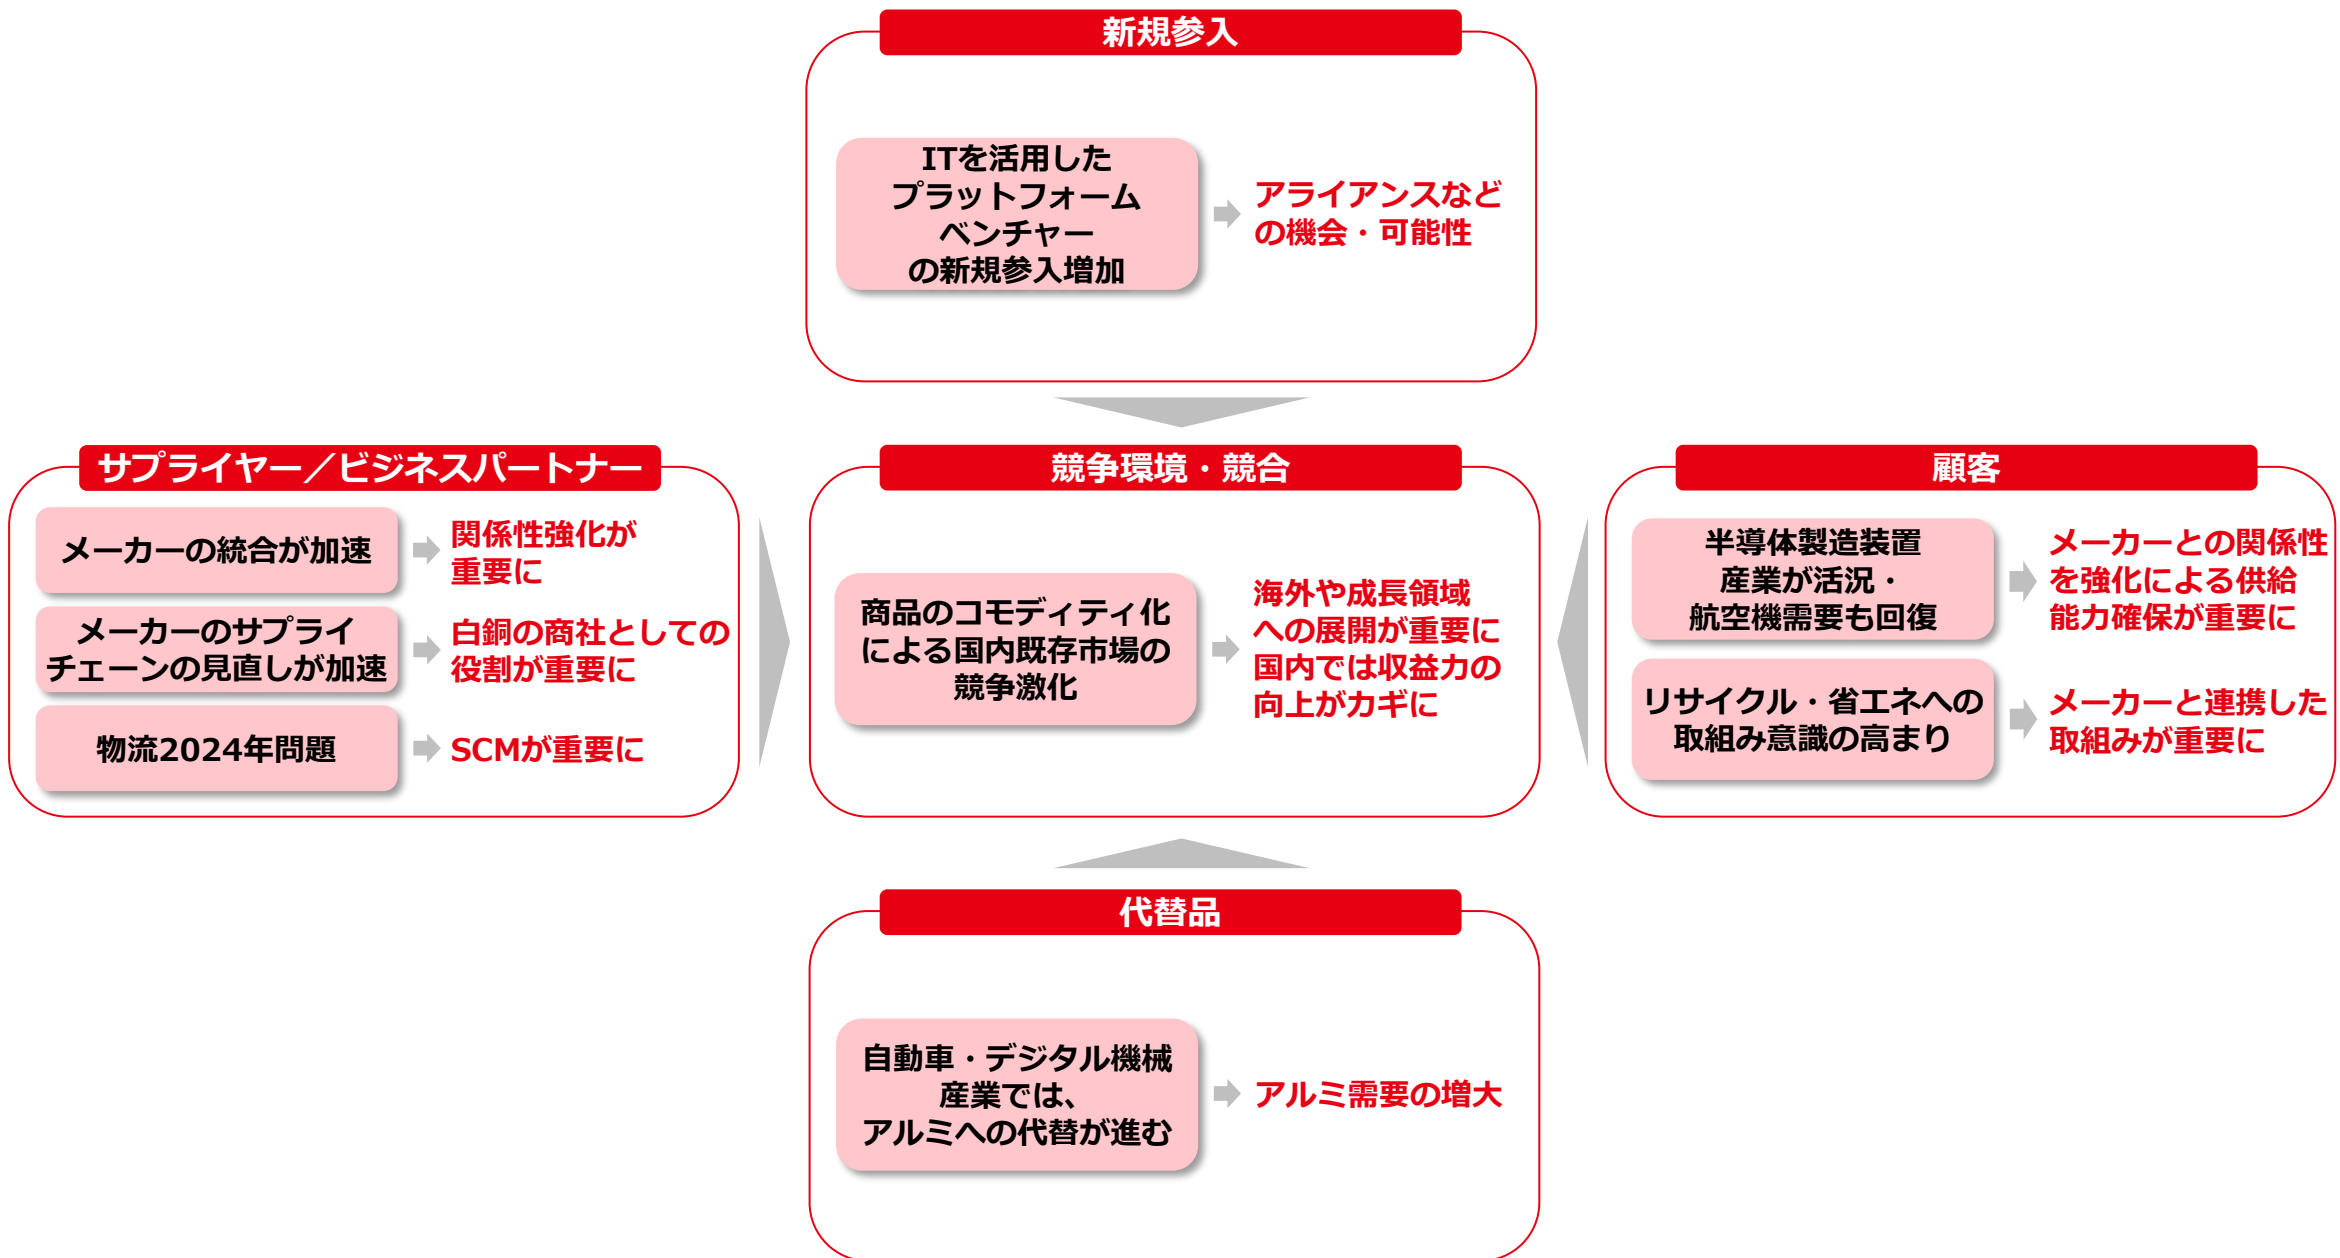 新規参入
ITを活用した
プラットフォーム
ベンチャー
の新規参入増加
アライアンスなど
の機会・可能性
サプライヤー／ビジネスパートナー
メーカーの統合が加速
関係性強化が
重要に
メーカーのサプライ
チェーンの見直しが加速
白銅の商社としての
役割が重要に
物流2024年問題
SCMが重要に
競争環境・競合
商品のコモディティ化
による国内既存市場の
競争激化
海外や成長領域
への展開が重要に
国内では収益力の
向上がカギに
顧客
半導体製造装置
産業が活況・
航空機需要も回復
メーカーとの関係性
を強化による供給
能力確保が重要に
リサイクル・省エネへの
取組み意識の高まり
メーカーと連携した
取組みが重要に
代替品
自動車・デジタル機械
産業では、
アルミへの代替が進む
アルミ需要の増大